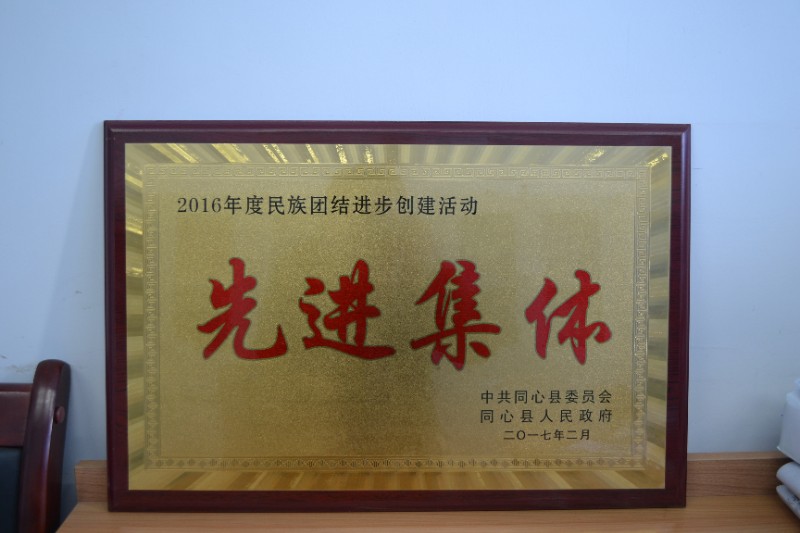 2016年度民族团结进步创建活动
先进集体
中共同心县委员会
同心县人民政府
二〇一七年二月